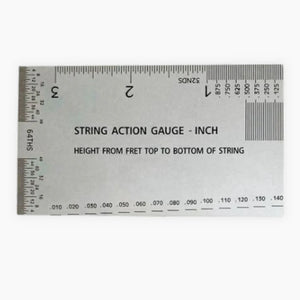 3 2 1
32NDS
.875 .750 .625 .500 .375 .250 .125
64THS
STRING ACTION GAUGE - INCH
HEIGHT FROM FRET TOP TO BOTTOM OF STRING
.010 .020 .030 .040 .050 .060 .070 .080 .090 .100 .110 .120 .130 .140